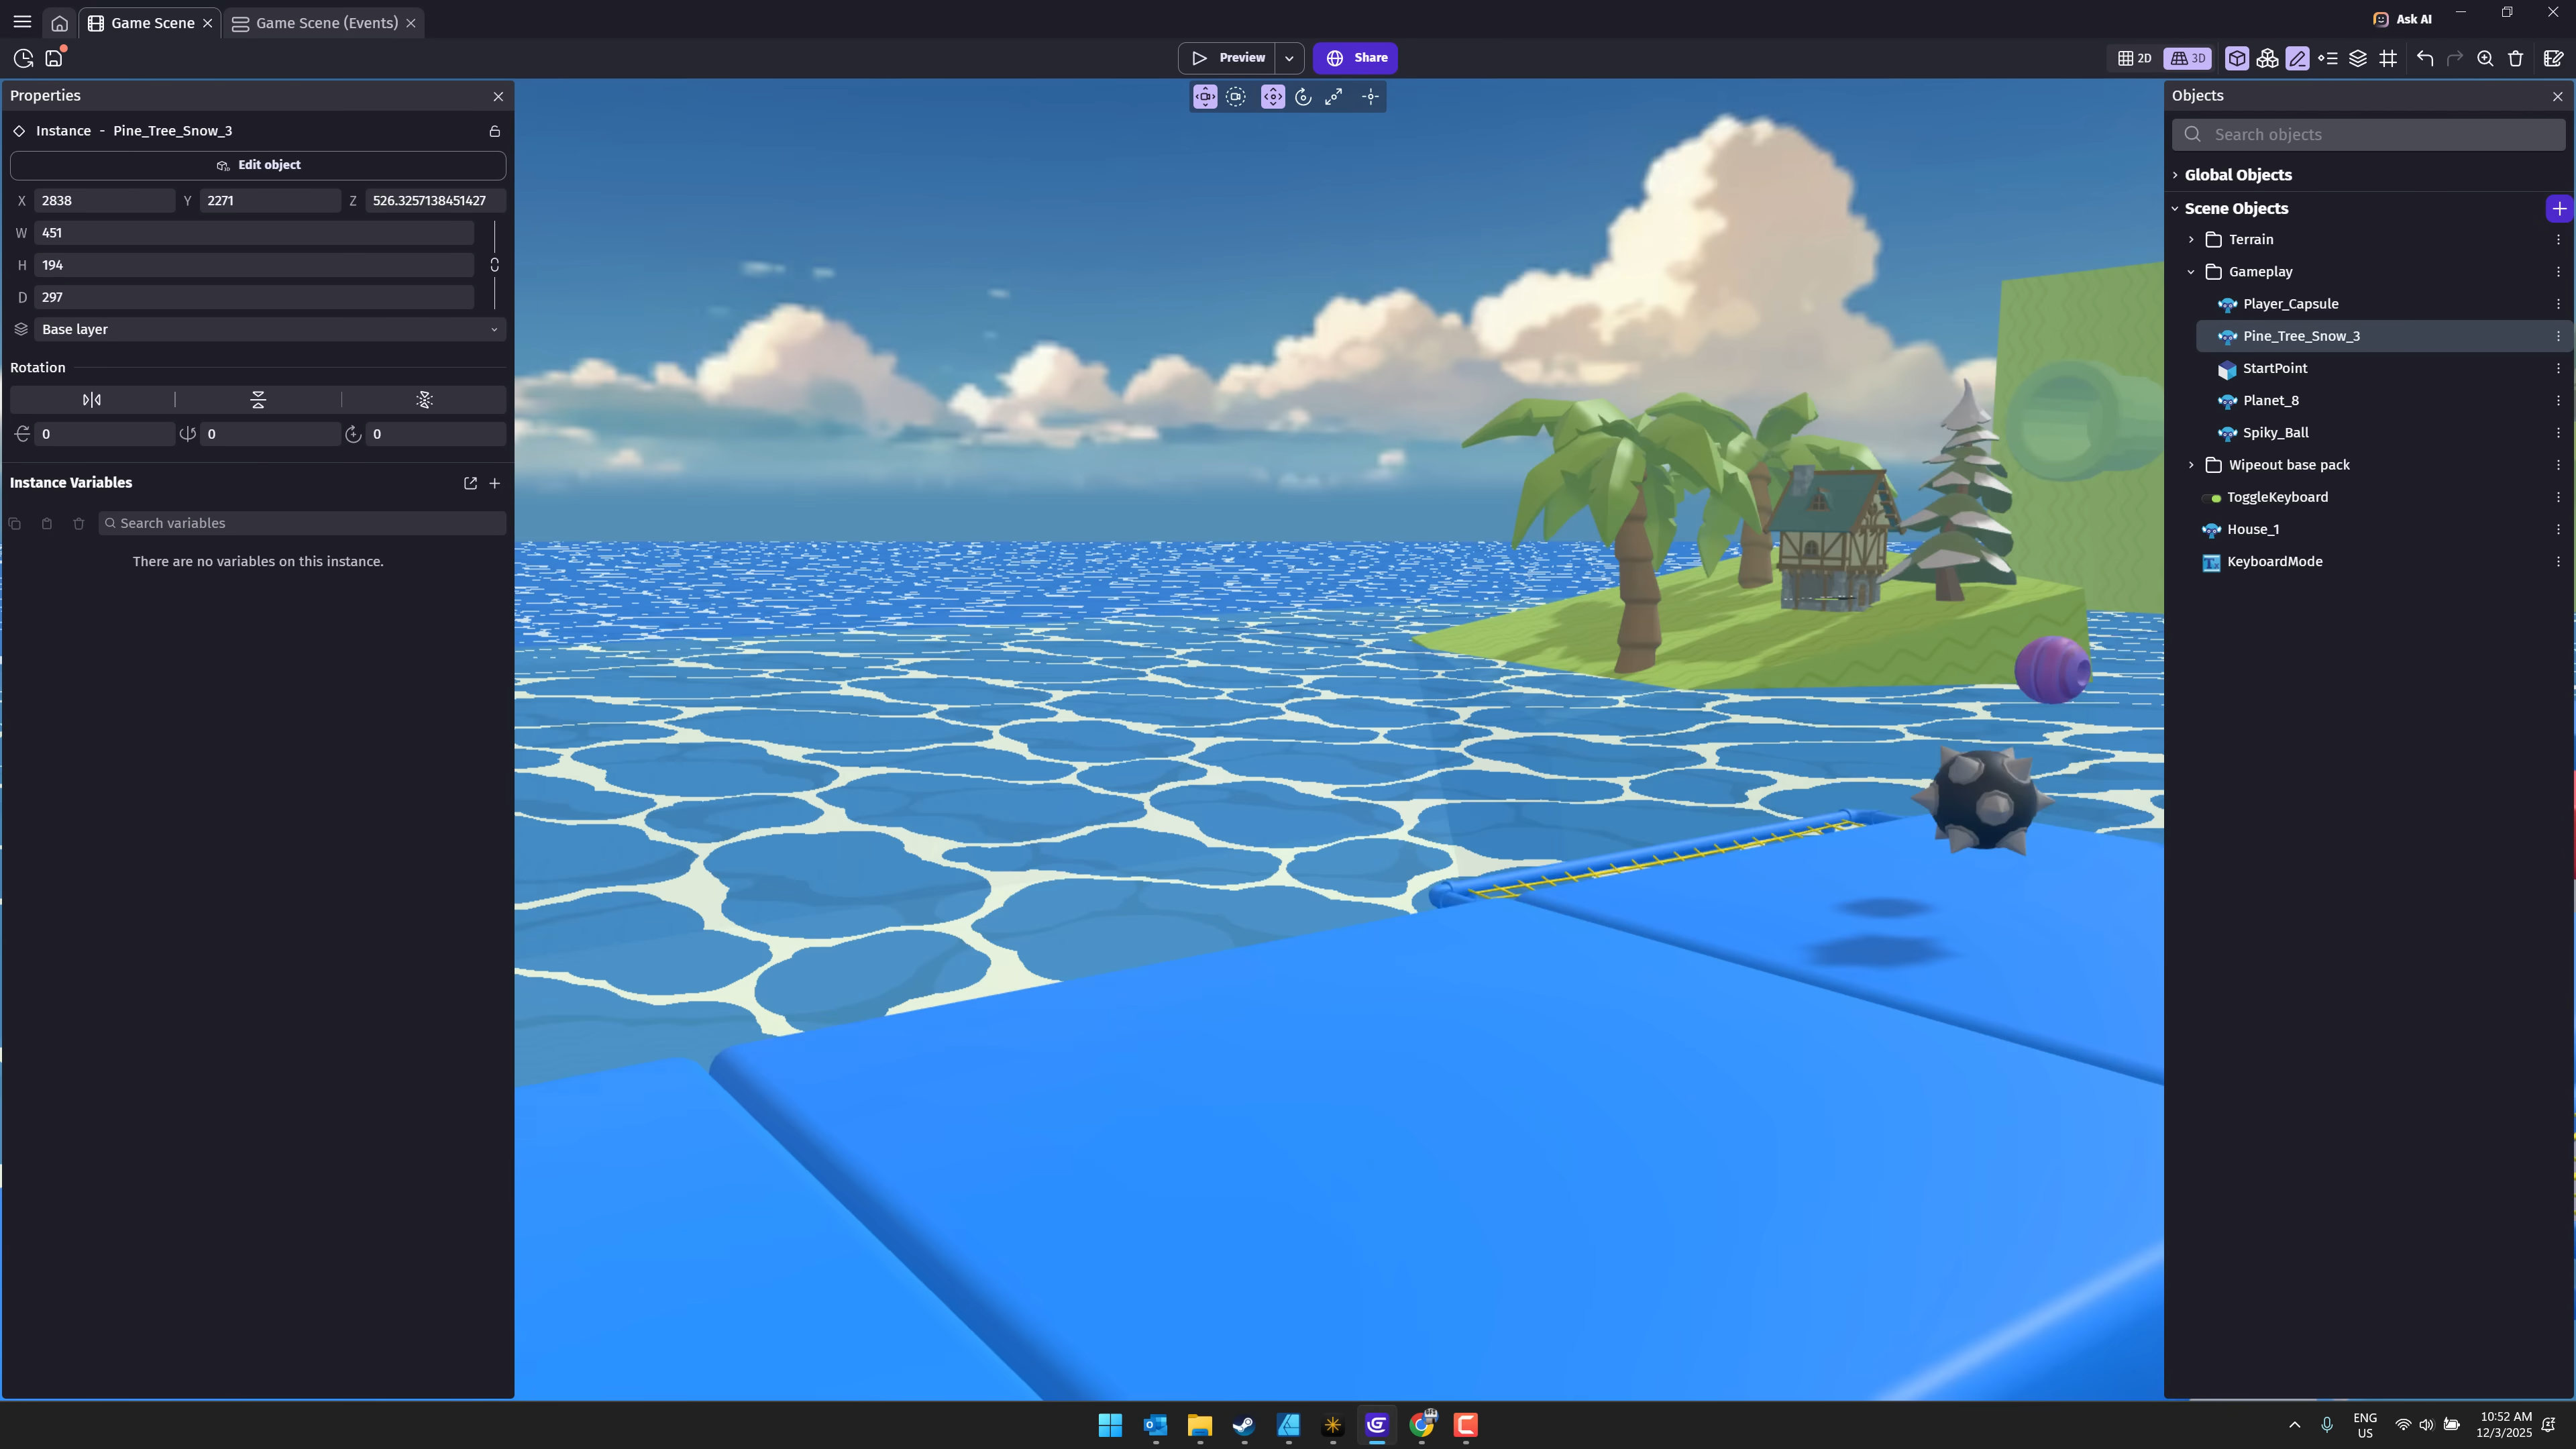 Game Scene
Game Scene (Events)
Ask AI
Preview
Share
2D
3D
Properties
Instance - Pine_Tree_Snow_3
Edit object
X 2838 Y 2271 Z 526.3257138451427
W 451
H 194
D 297
Base layer
Rotation
0 0 0
Instance Variables
Search variables
There are no variables on this instance.
Objects
Search objects
Global Objects
Scene Objects
Terrain
Gameplay
Player_Capsule
Pine_Tree_Snow_3
StartPoint
Planet_8
Spiky_Ball
Wipeout base pack
ToggleKeyboard
House_1
KeyboardMode
ENG
US
10:52 AM
12/3/2025